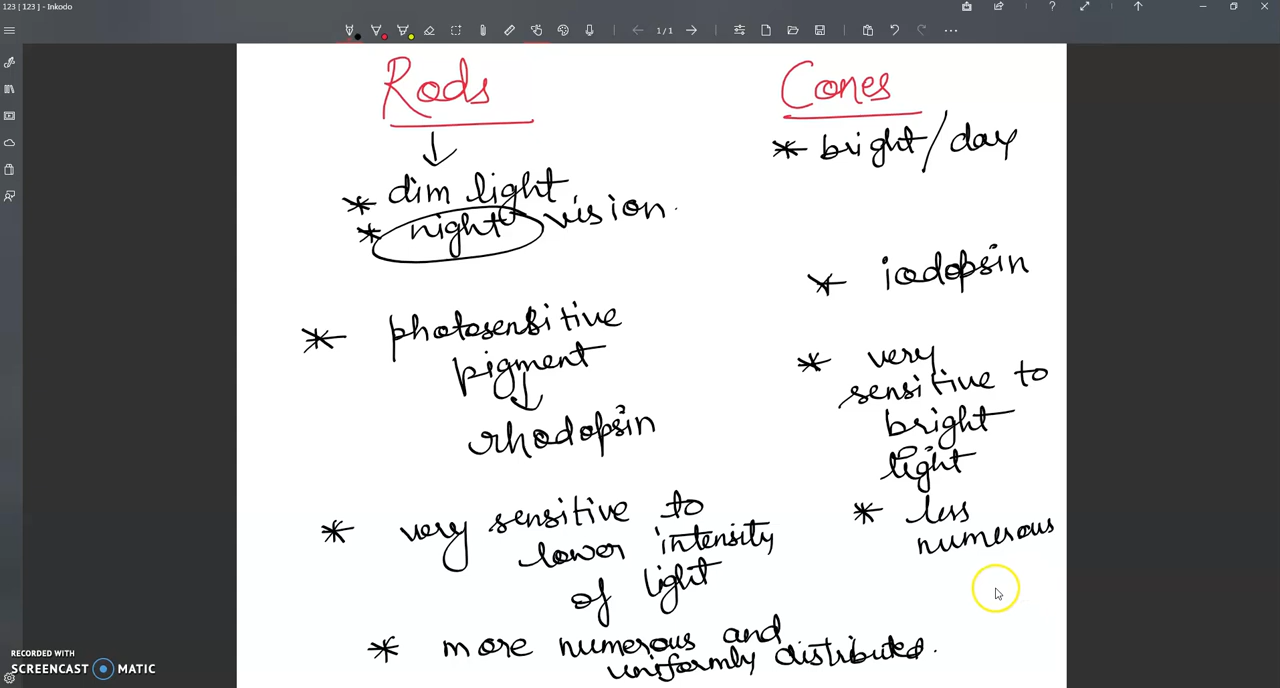 123 [ 123 ] - Inkodo
1/1
Rods
Cones
* bright/day
* dim light
* night vision.
* iodopsin
* photosensitive
pigment
rhodopsin
* very
sensitive to
bright
light
* very sensitive to
lower intensity
of light
* less
numerous
* more numerous and
uniformly distributed.
RECORDED WITH
SCREENCAST MATIC